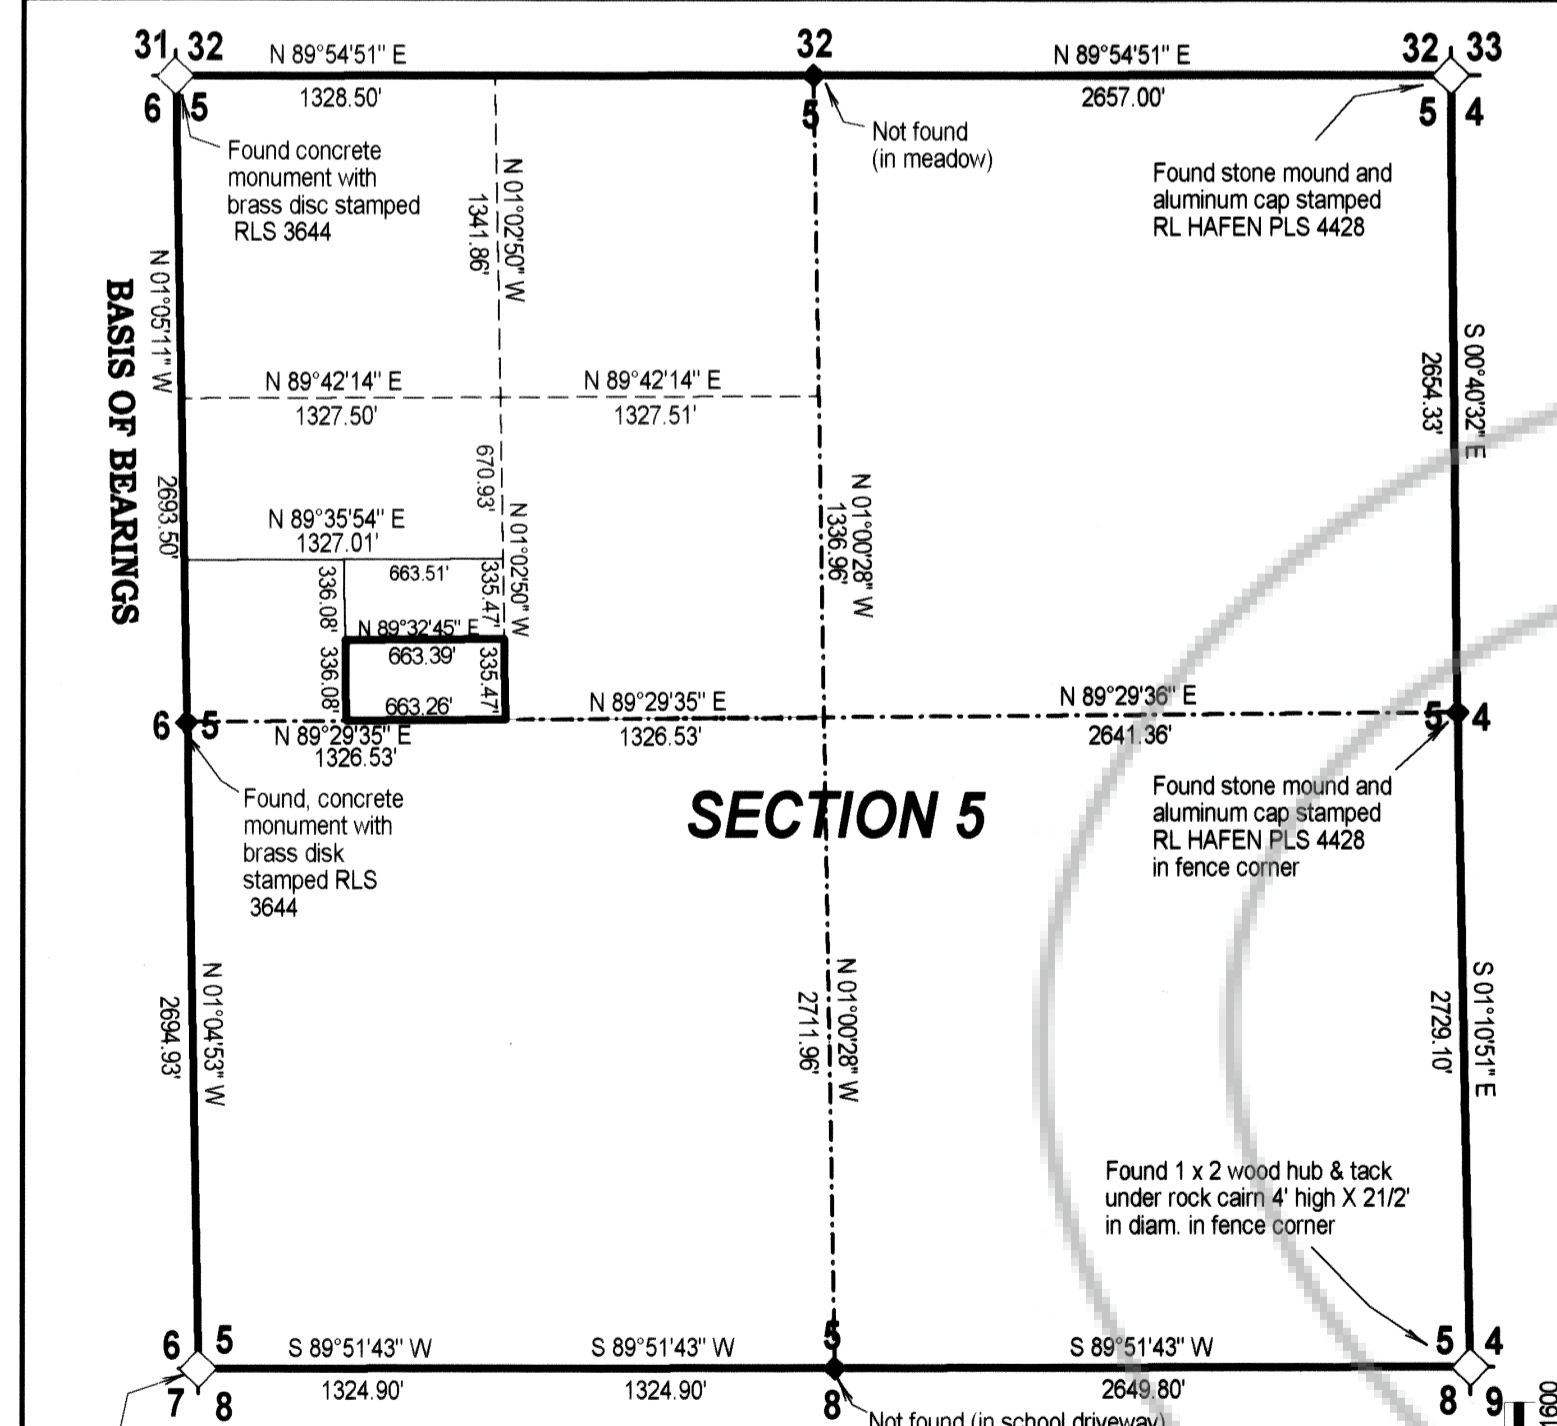 31 32
N 89°54'51" E
32
N 89°54'51" E
32 33
6 5
1328.50'
5
2657.00'
5 4
Found concrete
monument with
brass disc stamped
RLS 3644
Not found
(in meadow)
Found stone mound and
aluminum cap stamped
RL HAFEN PLS 4428
N 01°02'50" W
1341.86'
BASIS OF BEARINGS
N 01°05'11" W
2693.50'
S 00°40'32" E
2654.33'
N 89°42'14" E
1327.50'
N 89°42'14" E
1327.51'
670.93'
N 01°02'50" W
N 01°00'28" W
1336.96'
N 89°35'54" E
1327.01'
336.08'
663.51'
335.47'
N 89°32'45" E
663.39'
336.08'
335.47'
663.26'
6 5
N 89°29'35" E
1326.53'
N 89°29'35" E
1326.53'
N 89°29'36" E
2641.36'
5 4
SECTION 5
Found, concrete
monument with
brass disk
stamped RLS
3644
Found stone mound and
aluminum cap stamped
RL HAFEN PLS 4428
in fence corner
N 01°04'53" W
2694.93'
N 01°00'28" W
2711.96'
S 01°10'51" E
2729.10'
Found 1 x 2 wood hub & tack
under rock cairn 4' high X 21/2'
in diam. in fence corner
6 5
S 89°51'43" W
S 89°51'43" W
5
S 89°51'43" W
5 4
7 8
1324.90'
1324.90'
8
2649.80'
8 9
Not found (in school driveway)